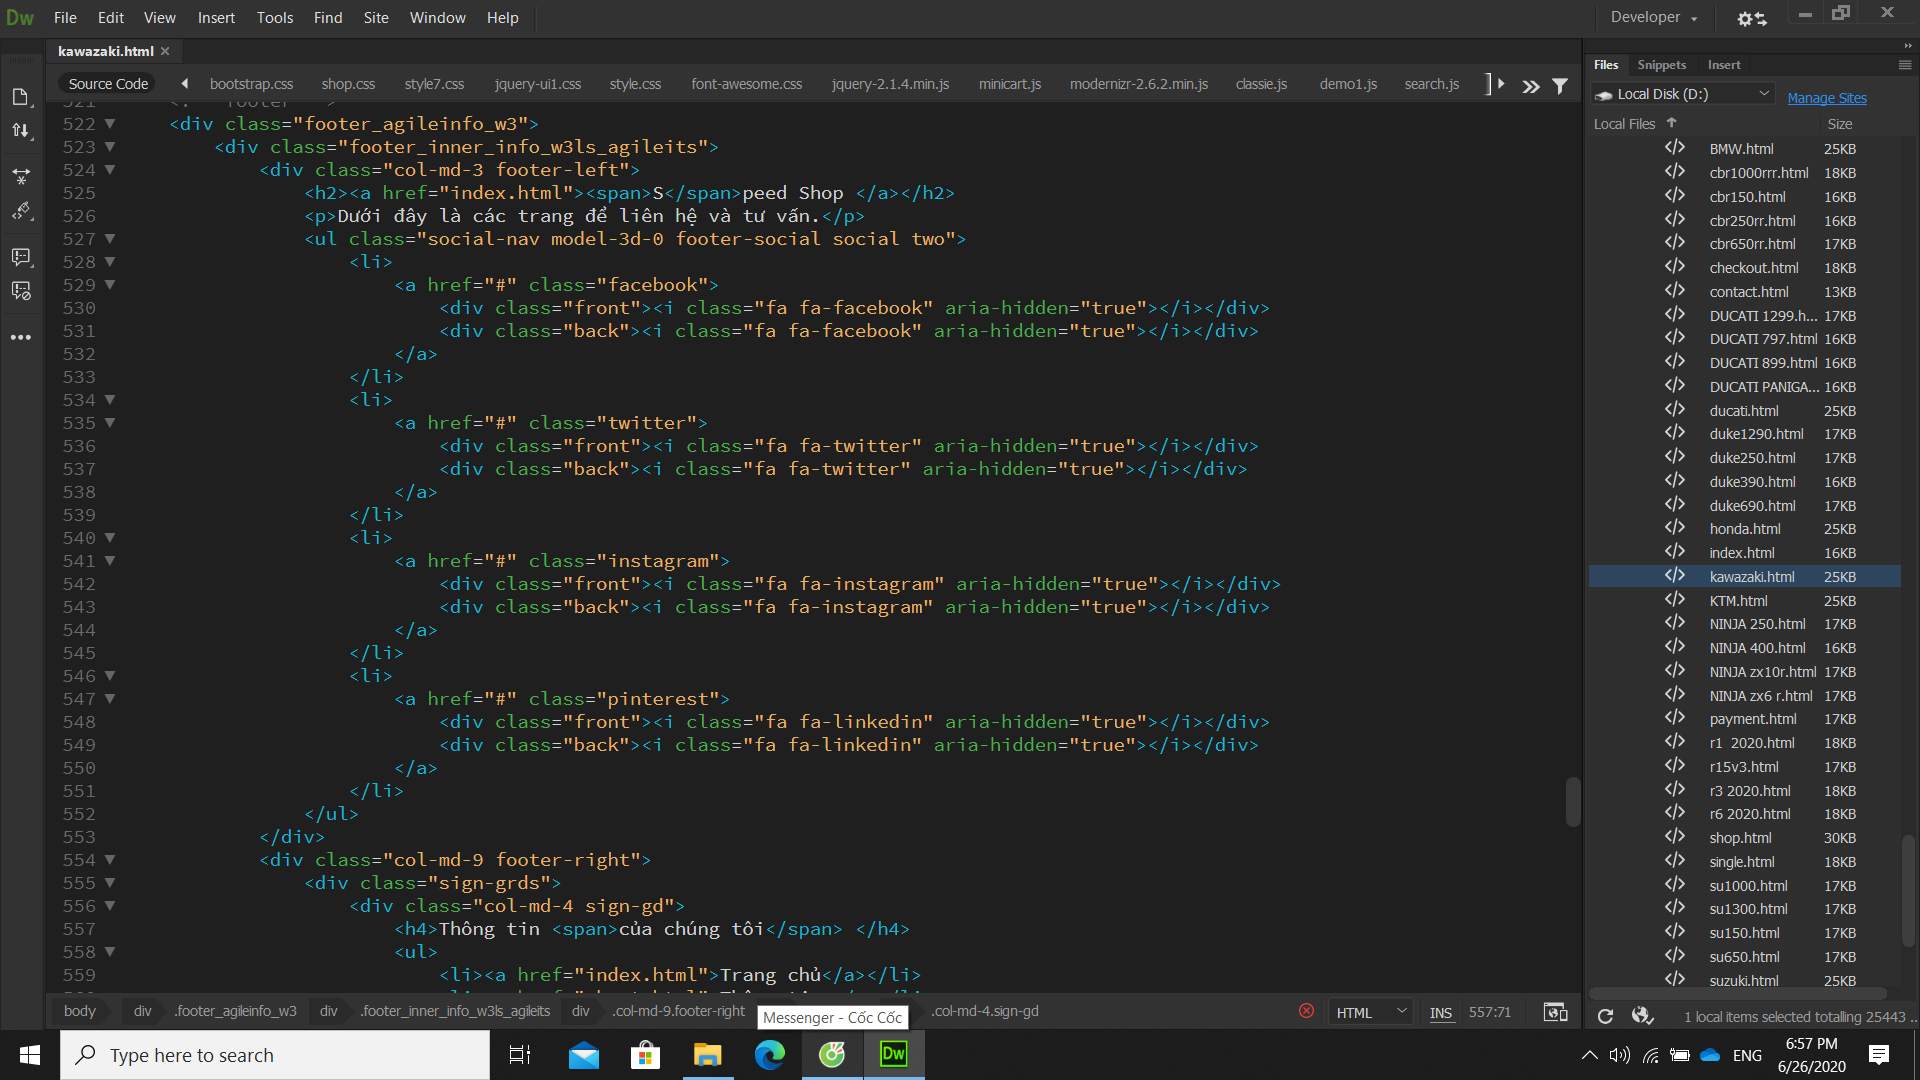 Dw File Edit View Insert Tools Find Site Window Help Developer
kawazaki.html
Source Code bootstrap.css shop.css style7.css jquery-ui1.css style.css font-awesome.css jquery-2.1.4.min.js minicart.js modernizr-2.6.2.min.js classie.js demo1.js search.js
522 <div class="footer_agileinfo_w3">
523 <div class="footer_inner_info_w3ls_agileits">
524 <div class="col-md-3 footer-left">
525 <h2><a href="index.html"><span>S</span>peed Shop </a></h2>
526 <p>Dưới đây là các trang để liên hệ và tư vấn.</p>
527 <ul class="social-nav model-3d-0 footer-social social two">
528 <li>
529 <a href="#" class="facebook">
530 <div class="front"><i class="fa fa-facebook" aria-hidden="true"></i></div>
531 <div class="back"><i class="fa fa-facebook" aria-hidden="true"></i></div>
532 </a>
533 </li>
534 <li>
535 <a href="#" class="twitter">
536 <div class="front"><i class="fa fa-twitter" aria-hidden="true"></i></div>
537 <div class="back"><i class="fa fa-twitter" aria-hidden="true"></i></div>
538 </a>
539 </li>
540 <li>
541 <a href="#" class="instagram">
542 <div class="front"><i class="fa fa-instagram" aria-hidden="true"></i></div>
543 <div class="back"><i class="fa fa-instagram" aria-hidden="true"></i></div>
544 </a>
545 </li>
546 <li>
547 <a href="#" class="pinterest">
548 <div class="front"><i class="fa fa-linkedin" aria-hidden="true"></i></div>
549 <div class="back"><i class="fa fa-linkedin" aria-hidden="true"></i></div>
550 </a>
551 </li>
552 </ul>
553 </div>
554 <div class="col-md-9 footer-right">
555 <div class="sign-grds">
556 <div class="col-md-4 sign-gd">
557 <h4>Thông tin <span>của chúng tôi</span> </h4>
558 <ul>
559 <li><a href="index.html">Trang chủ</a></li>
body div .footer_agileinfo_w3 div .footer_inner_info_w3ls_agileits div .col-md-9.footer-right .col-md-4.sign-gd HTML INS 557:71
Messenger - Cốc Cốc
Files Snippets Insert
Local Disk (D:) Manage Sites
Local Files Size
BMW.html 25KB
cbr1000rrr.html 18KB
cbr150.html 16KB
cbr250rr.html 16KB
cbr650rr.html 17KB
checkout.html 18KB
contact.html 13KB
DUCATI 1299.h... 17KB
DUCATI 797.html 16KB
DUCATI 899.html 16KB
DUCATI PANIGA... 16KB
ducati.html 25KB
duke1290.html 17KB
duke250.html 17KB
duke390.html 16KB
duke690.html 17KB
honda.html 25KB
index.html 16KB
kawazaki.html 25KB
KTM.html 25KB
NINJA 250.html 17KB
NINJA 400.html 16KB
NINJA zx10r.html 17KB
NINJA zx6 r.html 17KB
payment.html 17KB
r1  2020.html 18KB
r15v3.html 17KB
r3 2020.html 18KB
r6 2020.html 18KB
shop.html 30KB
single.html 18KB
su1000.html 17KB
su1300.html 17KB
su150.html 17KB
su650.html 17KB
suzuki.html 25KB
1 local items selected totalling 25443 ..
Type here to search
Dw
ENG
6:57 PM
6/26/2020